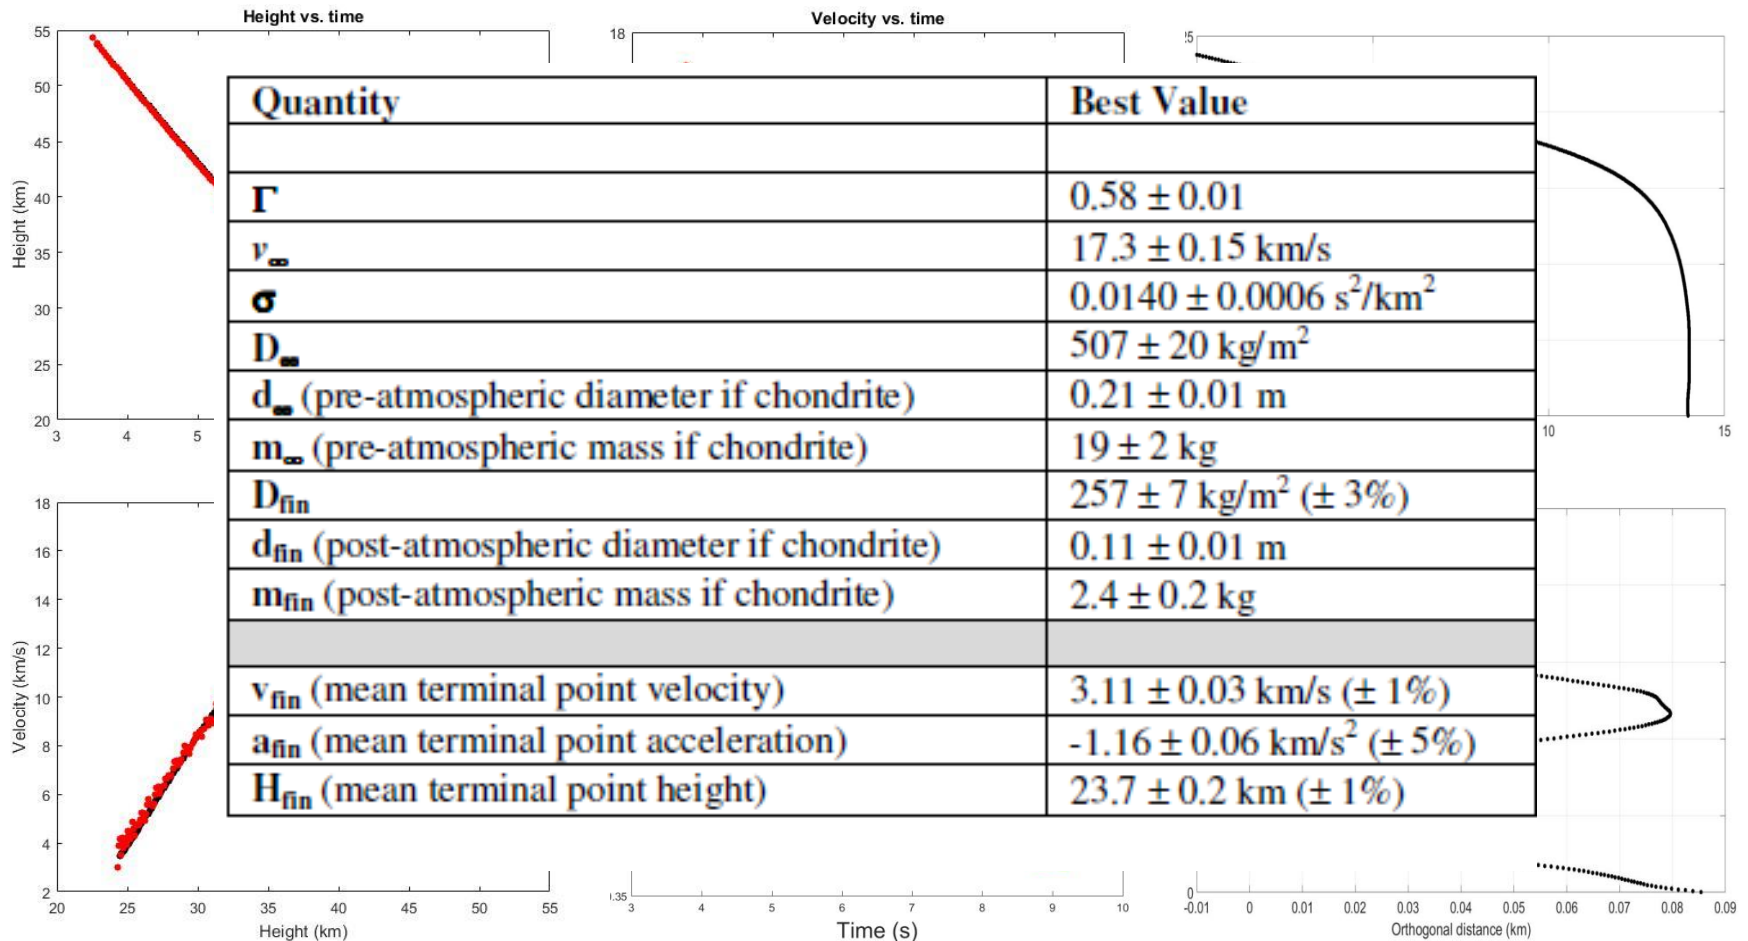 Height vs. time
55
50
45
40
35
30
25
20
Height (km)
3 4 5
Velocity vs. time
18
25
10 15
Quantity Best Value
Γ 0.58 ± 0.01
v∞ 17.3 ± 0.15 km/s
σ 0.0140 ± 0.0006 s²/km²
D∞ 507 ± 20 kg/m²
d∞ (pre-atmospheric diameter if chondrite) 0.21 ± 0.01 m
m∞ (pre-atmospheric mass if chondrite) 19 ± 2 kg
Dfin 257 ± 7 kg/m² (± 3%)
dfin (post-atmospheric diameter if chondrite) 0.11 ± 0.01 m
mfin (post-atmospheric mass if chondrite) 2.4 ± 0.2 kg
vfin (mean terminal point velocity) 3.11 ± 0.03 km/s (± 1%)
afin (mean terminal point acceleration) -1.16 ± 0.06 km/s² (± 5%)
Hfin (mean terminal point height) 23.7 ± 0.2 km (± 1%)
18
16
14
12
10
8
6
4
2
Velocity (km/s)
20 25 30 35 40 45 50 55
Height (km)
3 4 5 6 7 8 9 10
Time (s)
0
-0.01 0 0.01 0.02 0.03 0.04 0.05 0.06 0.07 0.08 0.09
Orthogonal distance (km)